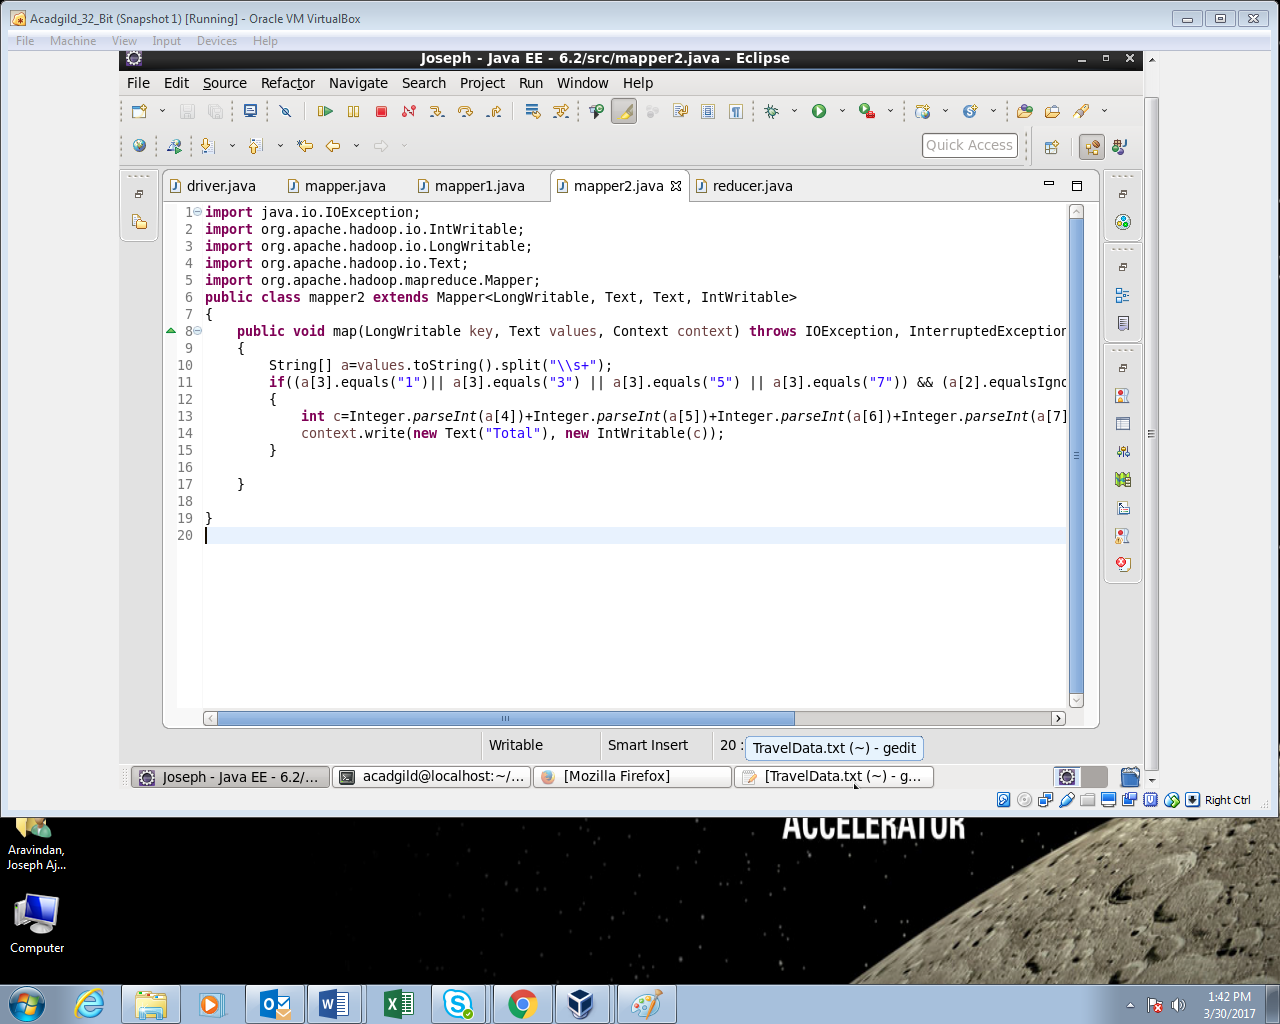 Acadgild_32_Bit (Snapshot 1) [Running] - Oracle VM VirtualBox
File Machine View Input Devices Help
Joseph - Java EE - 6.2/src/mapper2.java - Eclipse
File Edit Source Refactor Navigate Search Project Run Window Help
Quick Access
driver.java mapper.java mapper1.java mapper2.java reducer.java
1 import java.io.IOException;
2 import org.apache.hadoop.io.IntWritable;
3 import org.apache.hadoop.io.LongWritable;
4 import org.apache.hadoop.io.Text;
5 import org.apache.hadoop.mapreduce.Mapper;
6 public class mapper2 extends Mapper<LongWritable, Text, Text, IntWritable>
7 {
8 public void map(LongWritable key, Text values, Context context) throws IOException, InterruptedException
9 {
10 String[] a=values.toString().split("\\s+");
11 if((a[3].equals("1")|| a[3].equals("3") || a[3].equals("5") || a[3].equals("7")) && (a[2].equalsIgno
12 {
13 int c=Integer.parseInt(a[4])+Integer.parseInt(a[5])+Integer.parseInt(a[6])+Integer.parseInt(a[7]
14 context.write(new Text("Total"), new IntWritable(c));
15 }
16
17 }
18
19 }
20
Writable Smart Insert 20 : TravelData.txt (~) - gedit
Joseph - Java EE - 6.2/... acadgild@localhost:~/... [Mozilla Firefox] [TravelData.txt (~) - g...
Right Ctrl
ACCELERATOR
Aravindan,
Joseph Aj...
Computer
1:42 PM
3/30/2017